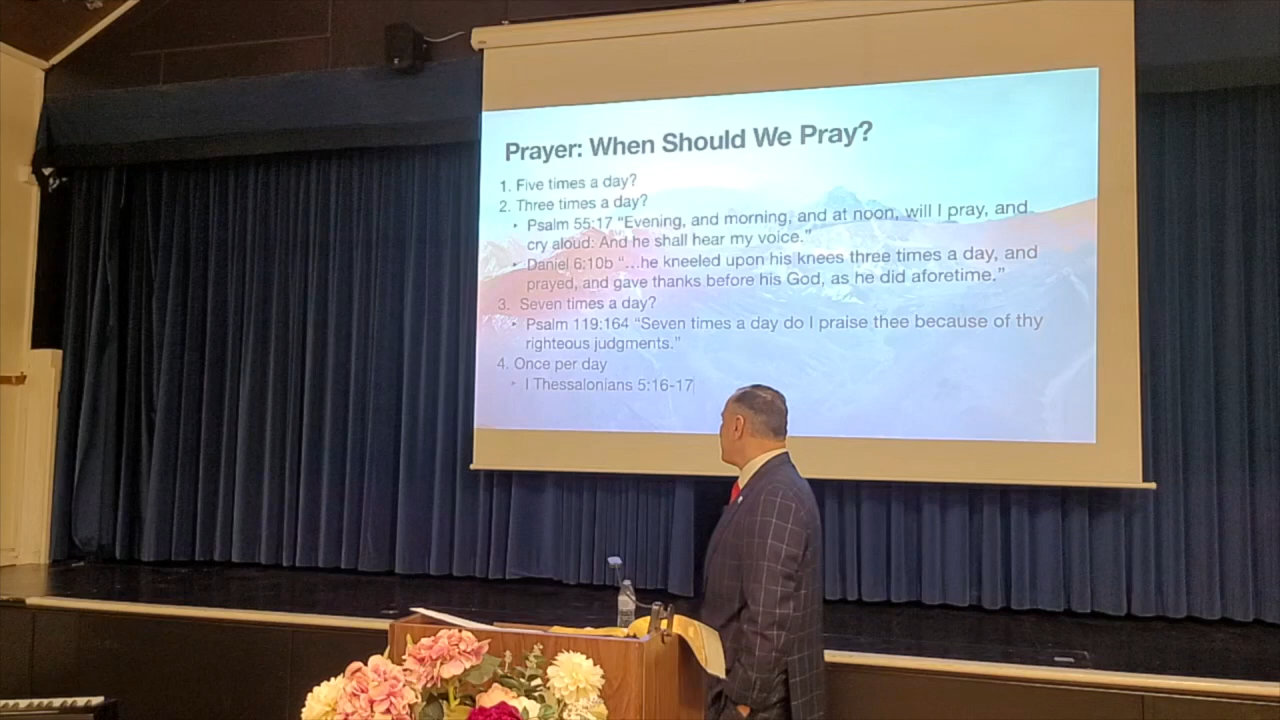 Prayer: When Should We Pray?
1. Five times a day?
2. Three times a day?
• Psalm 55:17 “Evening, and morning, and at noon, will I pray, and
cry aloud: And he shall hear my voice.”
• Daniel 6:10b “…he kneeled upon his knees three times a day, and
prayed, and gave thanks before his God, as he did aforetime.”
3. Seven times a day?
• Psalm 119:164 “Seven times a day do I praise thee because of thy
righteous judgments.”
4. Once per day
• I Thessalonians 5:16-17